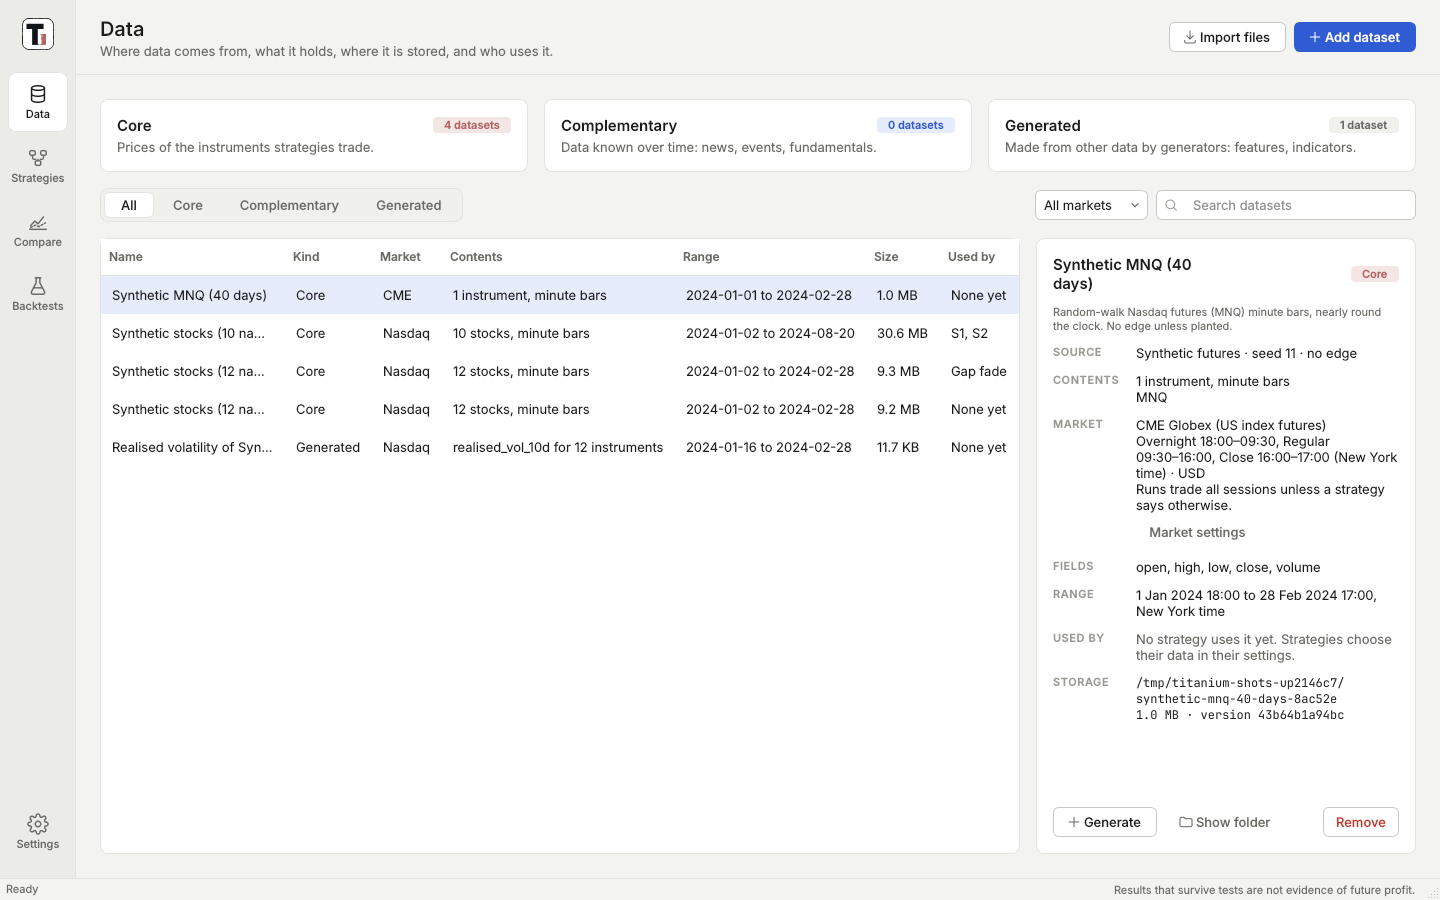 Ti
Data
Where data comes from, what it holds, where it is stored, and who uses it.
Import files
+ Add dataset
Data
Strategies
Compare
Backtests
Settings
Core
4 datasets
Prices of the instruments strategies trade.
Complementary
0 datasets
Data known over time: news, events, fundamentals.
Generated
1 dataset
Made from other data by generators: features, indicators.
All Core Complementary Generated
All markets
Search datasets
Name Kind Market Contents Range Size Used by
Synthetic MNQ (40 days) Core CME 1 instrument, minute bars 2024-01-01 to 2024-02-28 1.0 MB None yet
Synthetic stocks (10 na... Core Nasdaq 10 stocks, minute bars 2024-01-02 to 2024-08-20 30.6 MB S1, S2
Synthetic stocks (12 na... Core Nasdaq 12 stocks, minute bars 2024-01-02 to 2024-02-28 9.3 MB Gap fade
Synthetic stocks (12 na... Core Nasdaq 12 stocks, minute bars 2024-01-02 to 2024-02-28 9.2 MB None yet
Realised volatility of Syn... Generated Nasdaq realised_vol_10d for 12 instruments 2024-01-16 to 2024-02-28 11.7 KB None yet
Synthetic MNQ (40
days)
Core
Random-walk Nasdaq futures (MNQ) minute bars, nearly round
the clock. No edge unless planted.
SOURCE Synthetic futures · seed 11 · no edge
CONTENTS 1 instrument, minute bars
MNQ
MARKET CME Globex (US index futures)
Overnight 18:00–09:30, Regular
09:30–16:00, Close 16:00–17:00 (New York
time) · USD
Runs trade all sessions unless a strategy
says otherwise.
Market settings
FIELDS open, high, low, close, volume
RANGE 1 Jan 2024 18:00 to 28 Feb 2024 17:00,
New York time
USED BY No strategy uses it yet. Strategies choose
their data in their settings.
STORAGE /tmp/titanium-shots-up2146c7/
synthetic-mnq-40-days-8ac52e
1.0 MB · version 43b64b1a94bc
+ Generate
Show folder
Remove
Ready
Results that survive tests are not evidence of future profit.